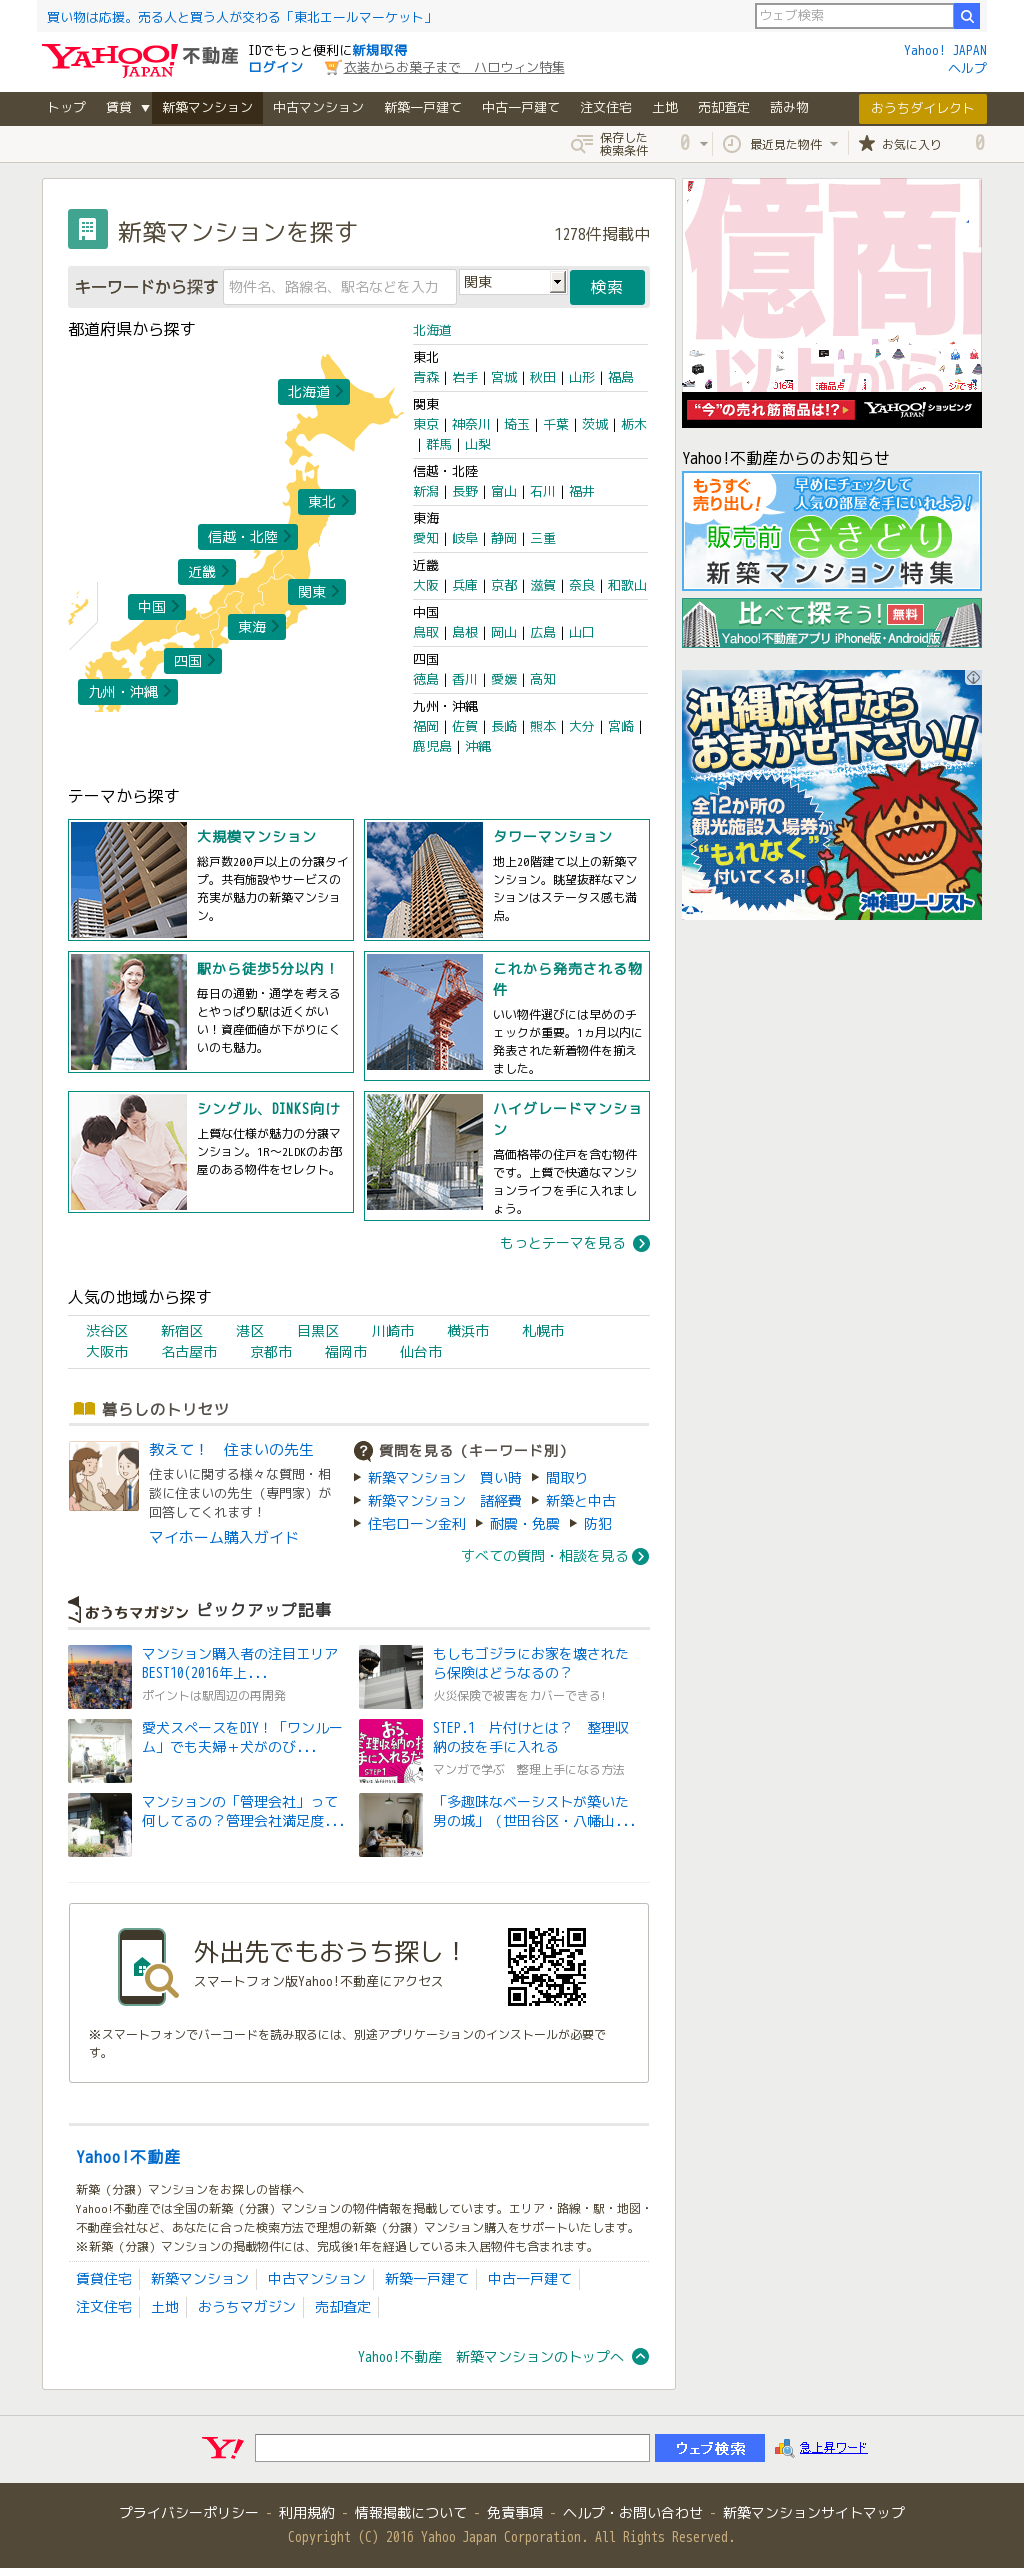 買い物は応援。売る人と買う人が交わる「東北エールマーケット」
ウェブ検索
YAHOO! JAPAN 不動産
IDでもっと便利に新規取得
ログイン 衣装からお菓子まで ハロウィン特集
Yahoo! JAPAN
ヘルプ
トップ 賃貸 ▼ 新築マンション 中古マンション 新築一戸建て 中古一戸建て 注文住宅 土地 売却査定 読み物 おうちダイレクト
保存した
検索条件 0 最近見た物件 お気に入り 0
新築マンションを探す
1278件掲載中
キーワードから探す 物件名、路線名、駅名などを入力 関東 検索
都道府県から探す
北海道
東北
信越・北陸
近畿
関東
中国
東海
四国
九州・沖縄
北海道
東北
青森 | 岩手 | 宮城 | 秋田 | 山形 | 福島
関東
東京 | 神奈川 | 埼玉 | 千葉 | 茨城 | 栃木
| 群馬 | 山梨
信越・北陸
新潟 | 長野 | 富山 | 石川 | 福井
東海
愛知 | 岐阜 | 静岡 | 三重
近畿
大阪 | 兵庫 | 京都 | 滋賀 | 奈良 | 和歌山
中国
鳥取 | 島根 | 岡山 | 広島 | 山口
四国
徳島 | 香川 | 愛媛 | 高知
九州・沖縄
福岡 | 佐賀 | 長崎 | 熊本 | 大分 | 宮崎 |
鹿児島 | 沖縄
億商
以上から
“今”の売れ筋商品は!? YAHOO! JAPAN ショッピング
Yahoo!不動産からのお知らせ
もうすぐ
売り出し!
早めにチェックして
人気の部屋を手にいれよう!
販売前 さきどり
新築マンション特集
比べて探そう! 無料
Yahoo!不動産アプリ iPhone版・Android版
沖縄旅行なら
おまかせ下さい!!
全12か所の
観光施設入場券が
“もれなく”
付いてくる!!
沖縄ツーリスト
テーマから探す
大規模マンション
総戸数200戸以上の分譲タイ
プ。共有施設やサービスの
充実が魅力の新築マンショ
ン。
タワーマンション
地上20階建て以上の新築マ
ンション。眺望抜群なマン
ションはステータス感も満
点。
駅から徒歩5分以内！
毎日の通勤・通学を考える
とやっぱり駅は近くがい
い！資産価値が下がりにく
いのも魅力。
これから発売される物
件
いい物件選びには早めのチ
ェックが重要。1ヵ月以内に
発表された新着物件を揃え
ました。
シングル、DINKS向け
上質な仕様が魅力の分譲マ
ンション。1R～2LDKのお部
屋のある物件をセレクト。
ハイグレードマンショ
ン
高価格帯の住戸を含む物件
です。上質で快適なマンシ
ョンライフを手に入れまし
ょう。
もっとテーマを見る
人気の地域から探す
渋谷区 新宿区 港区 目黒区 川崎市 横浜市 札幌市
大阪市 名古屋市 京都市 福岡市 仙台市
暮らしのトリセツ
教えて！ 住まいの先生
住まいに関する様々な質問・相
談に住まいの先生（専門家）が
回答してくれます！
マイホーム購入ガイド
質問を見る（キーワード別）
新築マンション 買い時 間取り
新築マンション 諸経費 新築と中古
住宅ローン金利 耐震・免震 防犯
すべての質問・相談を見る
おうちマガジン ピックアップ記事
マンション購入者の注目エリア
BEST10(2016年上...
ポイントは駅周辺の再開発
もしもゴジラにお家を壊された
ら保険はどうなるの？
火災保険で被害をカバーできる!
愛犬スペースをDIY！「ワンルー
ム」でも夫婦＋犬がのび...
STEP.1 片付けとは？ 整理収
納の技を手に入れる
マンガで学ぶ 整理上手になる方法
マンションの「管理会社」って
何してるの？管理会社満足度...
「多趣味なベーシストが築いた
男の城」（世田谷区・八幡山...
外出先でもおうち探し！
スマートフォン版Yahoo!不動産にアクセス
※スマートフォンでバーコードを読み取るには、別途アプリケーションのインストールが必要で
す。
Yahoo!不動産
新築（分譲）マンションをお探しの皆様へ
Yahoo!不動産では全国の新築（分譲）マンションの物件情報を掲載しています。エリア・路線・駅・地図・
不動産会社など、あなたに合った検索方法で理想の新築（分譲）マンション購入をサポートいたします。
※新築（分譲）マンションの掲載物件には、完成後1年を経過している未入居物件も含まれます。
賃貸住宅 新築マンション 中古マンション 新築一戸建て 中古一戸建て
注文住宅 土地 おうちマガジン 売却査定
Yahoo!不動産 新築マンションのトップへ
Y! ウェブ検索 急上昇ワード
プライバシーポリシー - 利用規約 - 情報掲載について - 免責事項 - ヘルプ・お問い合わせ - 新築マンションサイトマップ
Copyright (C) 2016 Yahoo Japan Corporation. All Rights Reserved.